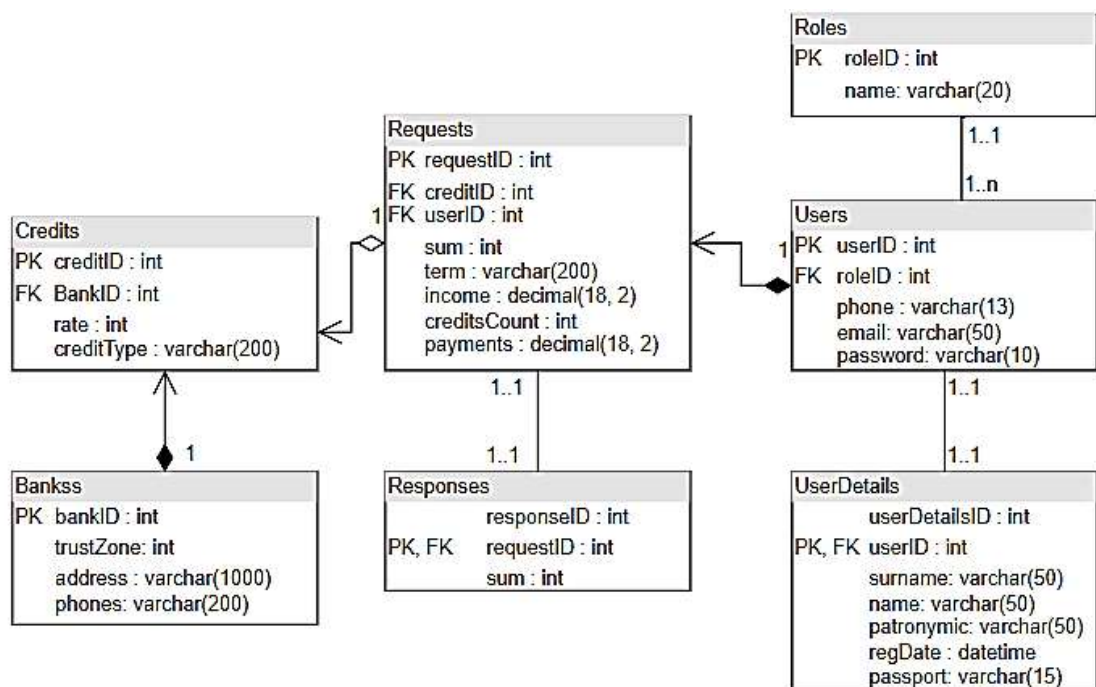 Roles
PK roleID : int
name: varchar(20)
1..1
1..n
Requests
PK requestID : int
FK creditID : int
FK userID : int
sum : int
term : varchar(200)
income : decimal(18, 2)
creditsCount : int
payments : decimal(18, 2)
1
1..1
1..1
Users
PK userID : int
FK roleID : int
phone : varchar(13)
email: varchar(50)
password: varchar(10)
1
1..1
1..1
Credits
PK creditID : int
FK BankID : int
rate : int
creditType : varchar(200)
1
Bankss
PK bankID : int
trustZone: int
address : varchar(1000)
phones: varchar(200)
Responses
responseID : int
PK, FK requestID : int
sum : int
UserDetails
userDetailsID : int
PK, FK userID : int
surname: varchar(50)
name: varchar(50)
patronymic: varchar(50)
regDate : datetime
passport: varchar(15)